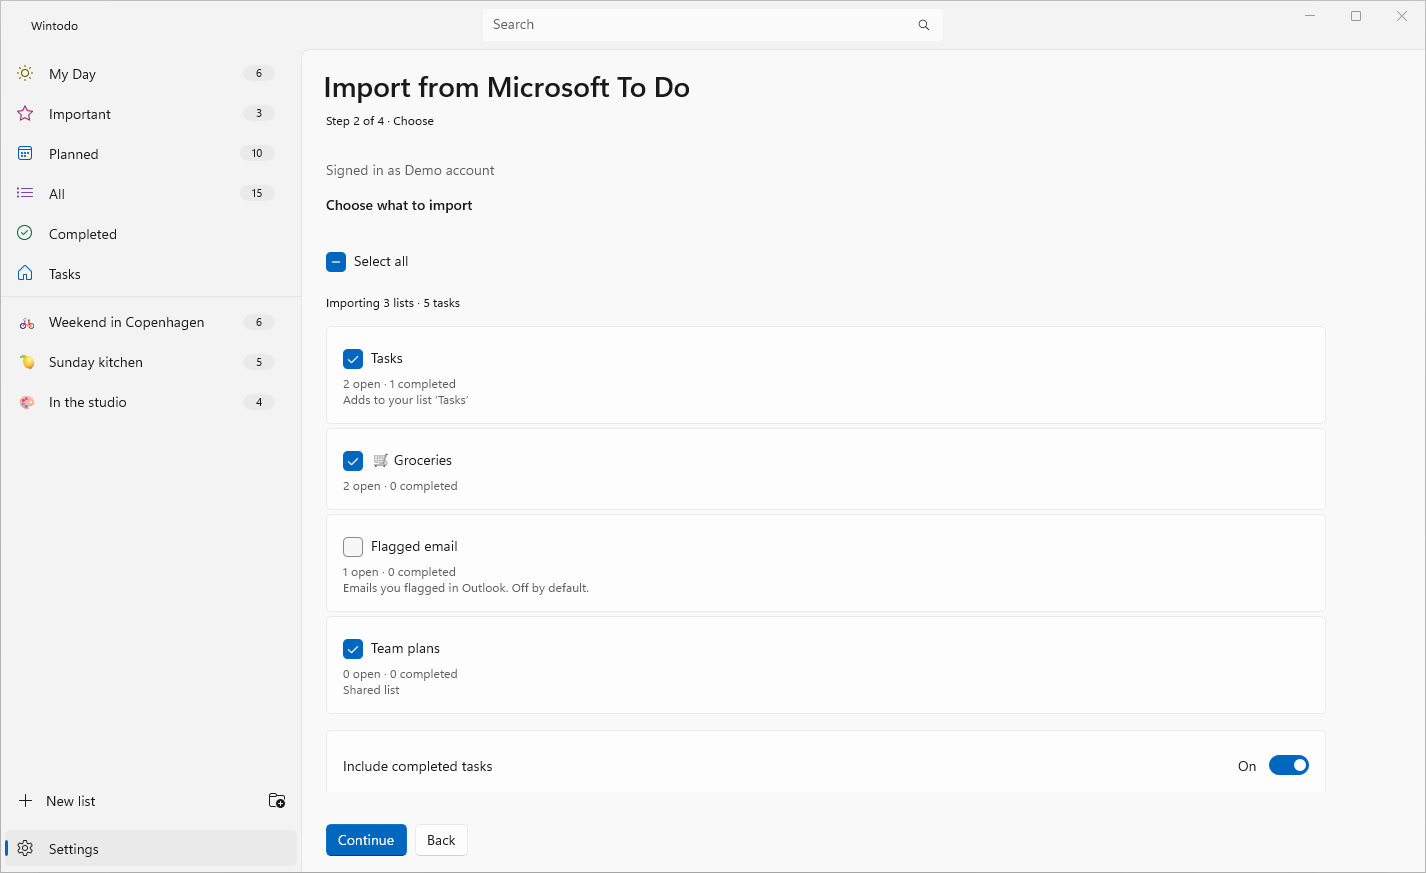 Wintodo
Search
My Day 6
Important 3
Planned 10
All 15
Completed
Tasks
Weekend in Copenhagen 6
Sunday kitchen 5
In the studio 4
New list
Settings
Import from Microsoft To Do
Step 2 of 4 · Choose
Signed in as Demo account
Choose what to import
Select all
Importing 3 lists · 5 tasks
Tasks
2 open · 1 completed
Adds to your list ‘Tasks’
Groceries
2 open · 0 completed
Flagged email
1 open · 0 completed
Emails you flagged in Outlook. Off by default.
Team plans
0 open · 0 completed
Shared list
Include completed tasks On
Continue Back